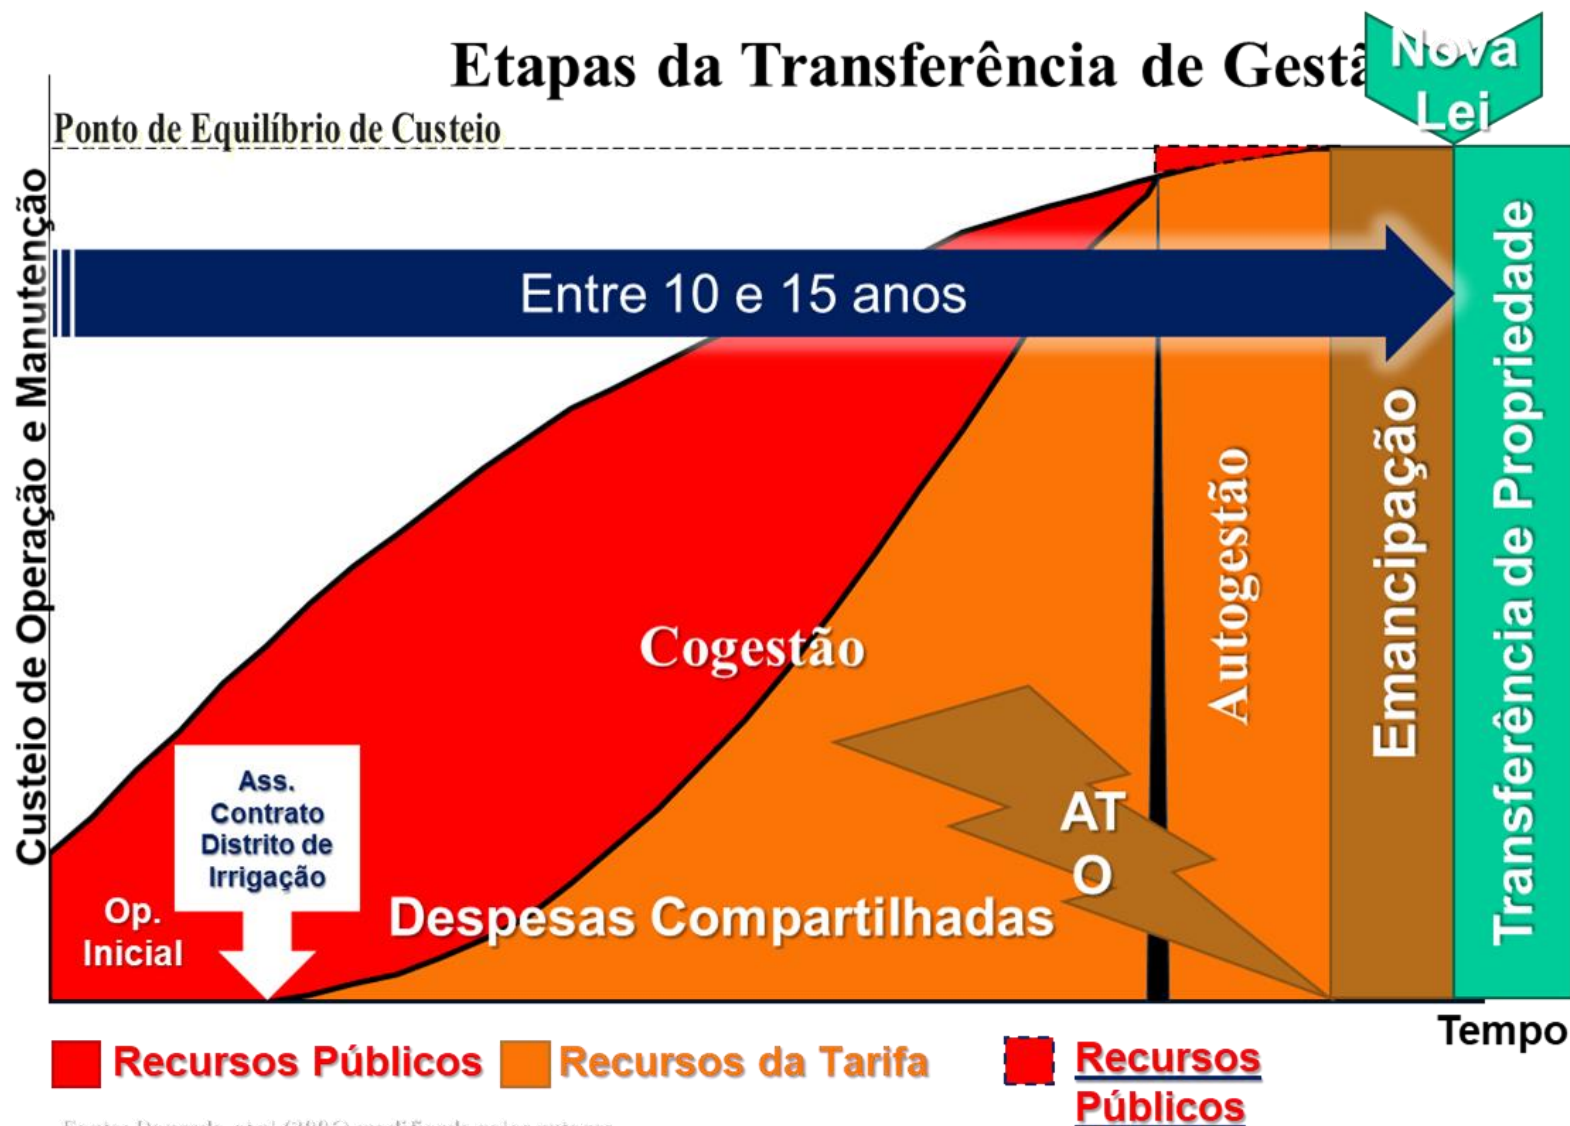 Etapas da Transferência de Gestã
Nova
Lei
Ponto de Equilíbrio de Custeio
Custeio de Operação e Manutenção
Entre 10 e 15 anos
Cogestão
Autogestão
Emancipação
Transferência de Propriedade
Ass.
Contrato
Distrito de
Irrigação
AT
O
Op.
Inicial
Despesas Compartilhadas
Tempo
Recursos Públicos
Recursos da Tarifa
Recursos
Públicos